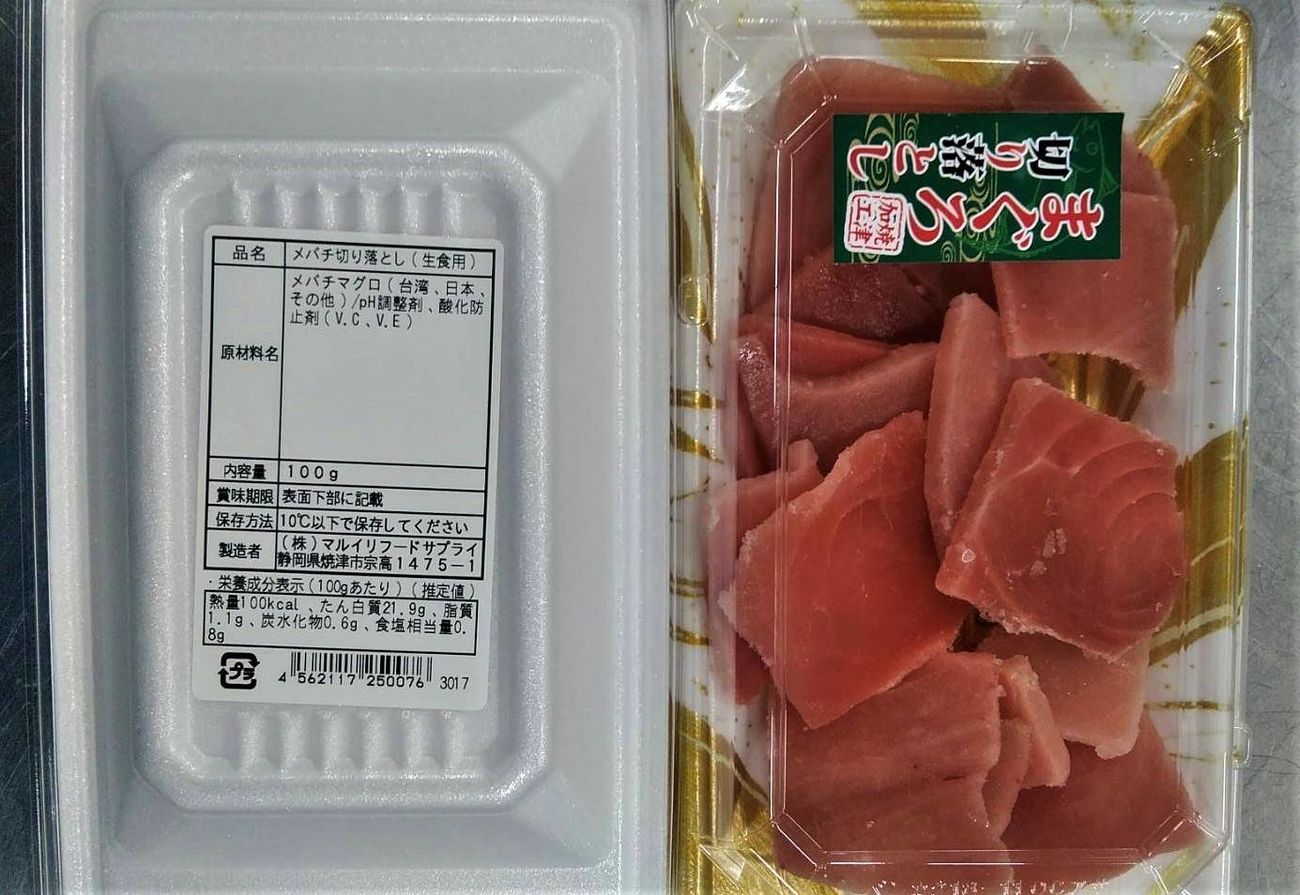 品名 メバチ切り落とし(生食用)
原材料名 メバチマグロ(台湾、日本、
その他)/pH調整剤、酸化防
止剤(V.C、V.E)
内容量 100g
賞味期限 表面下部に記載
保存方法 10℃以下で保存してください
製造者 (株)マルイリフードサプライ
静岡県焼津市宗高1475-1
・栄養成分表示(100gあたり)(推定値)
熱量100kcal、たん白質21.9g、脂質
1.1g、炭水化物0.6g、食塩相当量0.
8g
プラ
4 562117 250076 3017
まぐろ
切り落とし
焼津
加工